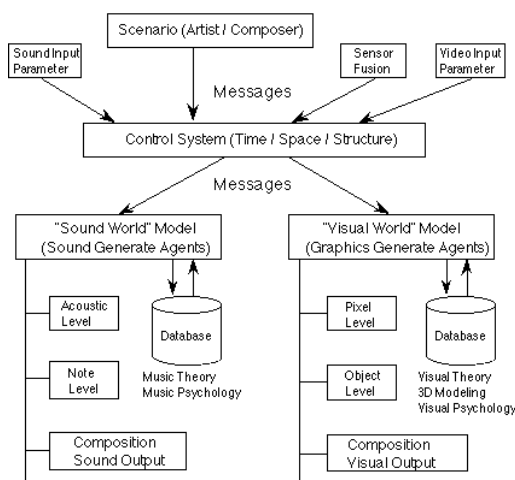 Scenario (Artist / Composer)
Sound Input
Parameter
Sensor
Fusion
Video Input
Parameter
Messages
Control System (Time / Space / Structure)
Messages
"Sound World" Model
(Sound Generate Agents)
"Visual World" Model
(Graphics Generate Agents)
Acoustic
Level
Database
Note
Level
Music Theory
Music Psychology
Composition
Sound Output
Pixel
Level
Database
Object
Level
Visual Theory
3D Modeling
Visual Psychology
Composition
Visual Output